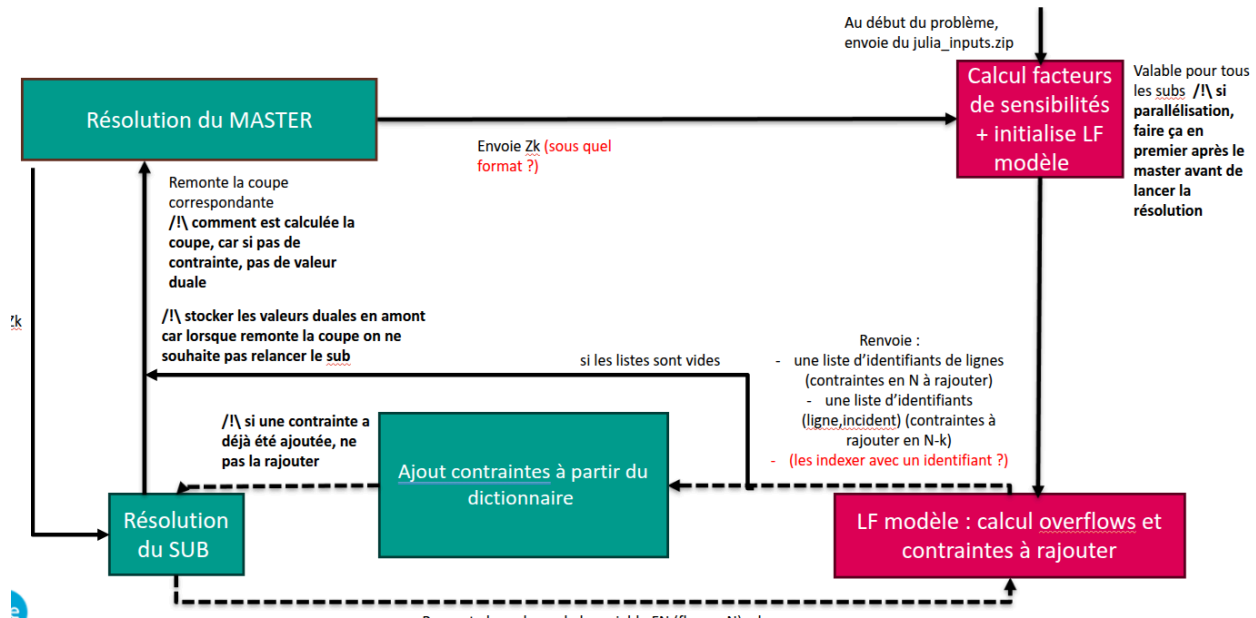 Au début du problème,
envoie du julia_inputs.zip
Résolution du MASTER
Calcul facteurs
de sensibilités
+ initialise LF
modèle
Valable pour tous
les subs /!\ si
parallélisation,
faire ça en
premier après le
master avant de
lancer la
résolution
Envoie Zk (sous quel
format ?)
Remonte la coupe
correspondante
/!\ comment est calculée la
coupe, car si pas de
contrainte, pas de valeur
duale
/!\ stocker les valeurs duales en amont
car lorsque remonte la coupe on ne
souhaite pas relancer le sub
Zk
si les listes sont vides
Renvoie :
- une liste d'identifiants de lignes
(contraintes en N à rajouter)
- une liste d'identifiants
(ligne,incident) (contraintes à
rajouter en N-k)
- (les indexer avec un identifiant ?)
/!\ si une contrainte a
déjà été ajoutée, ne
pas la rajouter
Ajout contraintes à partir du
dictionnaire
Résolution
du SUB
LF modèle : calcul overflows et
contraintes à rajouter